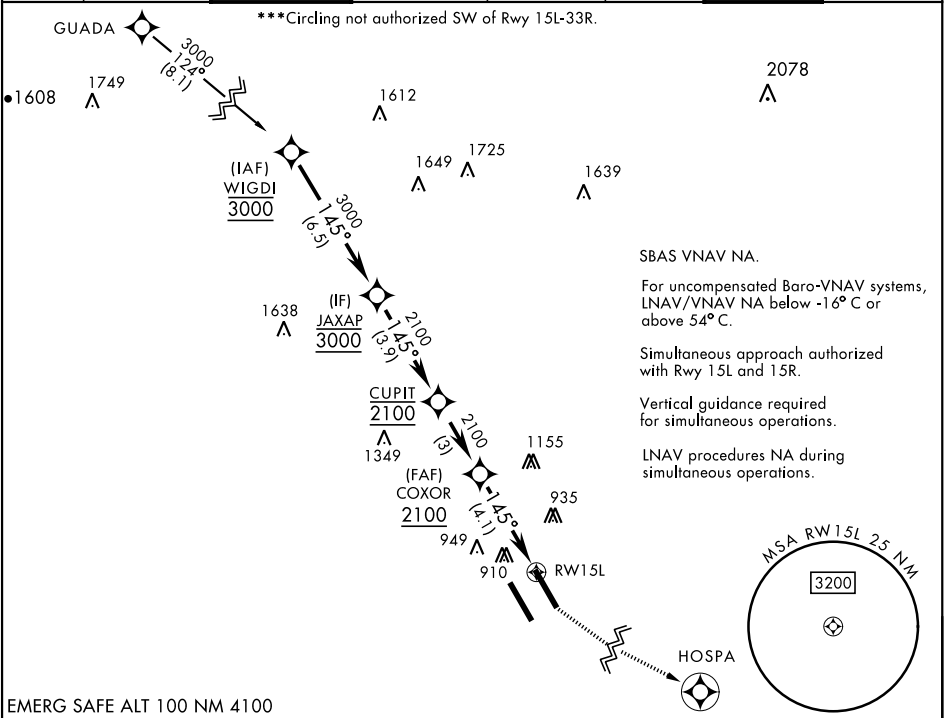 ***Circling not authorized SW of Rwy 15L-33R.
GUADA
3000
124°
(8.1)
1608
1749
1612
2078
1649
1725
1639
(IAF)
WIGDI
3000
3000
145°
(6.5)
SBAS VNAV NA.
For uncompensated Baro-VNAV systems,
LNAV/VNAV NA below -16° C or
above 54° C.
Simultaneous approach authorized
with Rwy 15L and 15R.
Vertical guidance required
for simultaneous operations.
LNAV procedures NA during
simultaneous operations.
1638
(IF)
JAXAP
3000
2100
145°
(3.9)
CUPIT
2100
1349
2100
(3)
(FAF)
COXOR
2100
1155
935
145°
(4.1)
949
910
RW15L
MSA RW15L 25 NM
3200
HOSPA
EMERG SAFE ALT 100 NM 4100